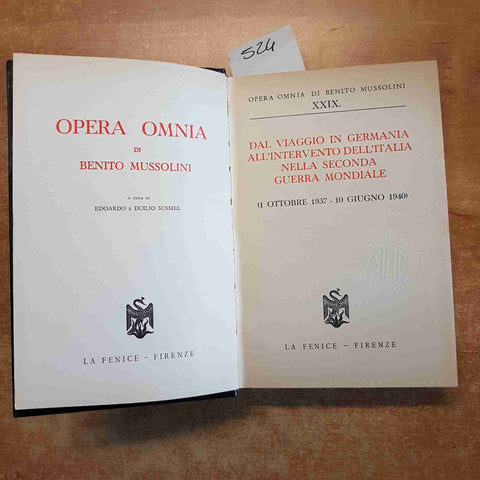 524
OPERA OMNIA
DI
BENITO MUSSOLINI
A CURA DI
EDOARDO E DUILIO SUSMEL
LA FENICE - FIRENZE
OPERA OMNIA DI BENITO MUSSOLINI
XXIX.
DAL VIAGGIO IN GERMANIA
ALL'INTERVENTO DELL'ITALIA
NELLA SECONDA
GUERRA MONDIALE
(1 OTTOBRE 1937 - 10 GIUGNO 1940)
LA FENICE - FIRENZE